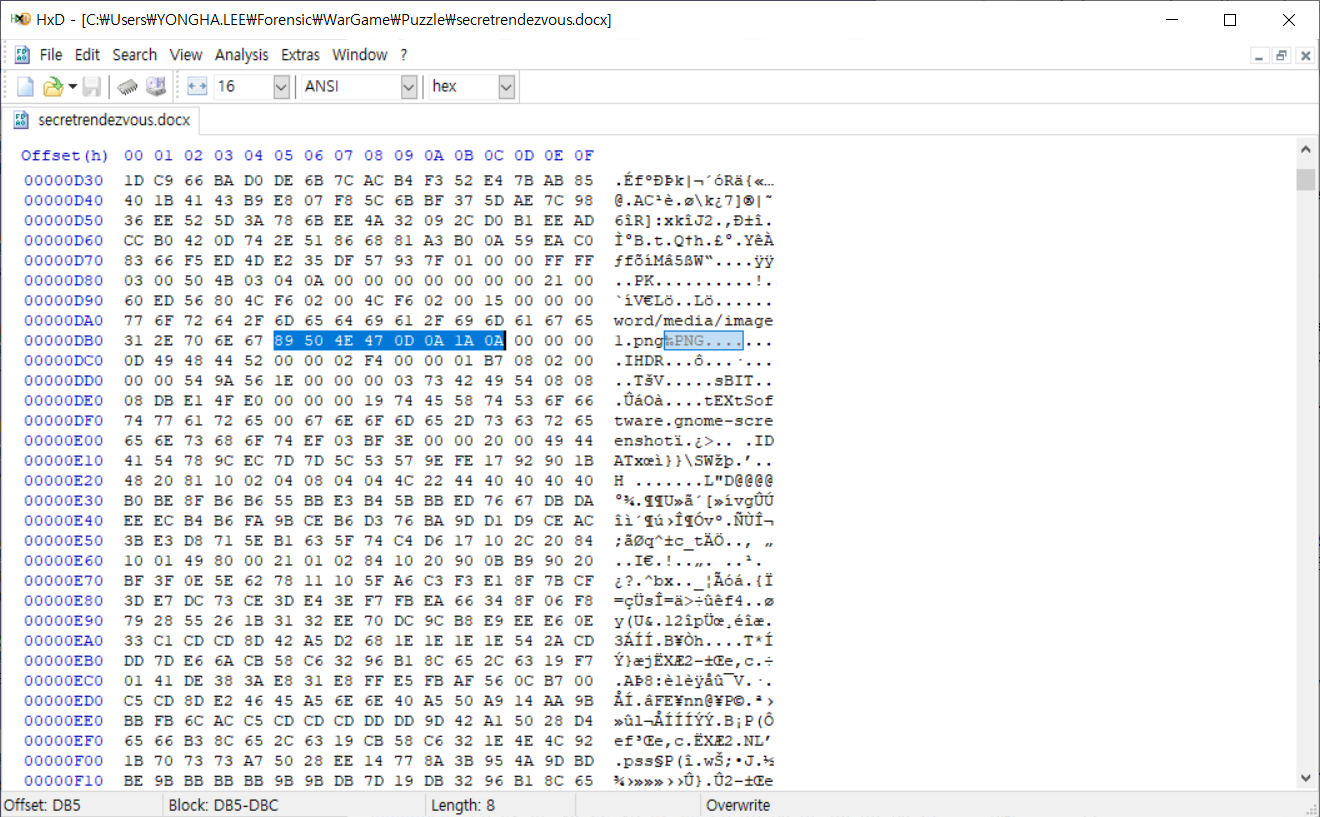 HxD - [C:₩Users₩YONGHA.LEE₩Forensic₩WarGame₩Puzzle₩secretrendezvous.docx]
File Edit Search View Analysis Extras Window ?
16 ANSI hex
secretrendezvous.docx
Offset(h) 00 01 02 03 04 05 06 07 08 09 0A 0B 0C 0D 0E 0F
00000D30 1D C9 66 BA D0 DE 6B 7C AC B4 F3 52 E4 7B AB 85 .Éf°ÐÞk|¬´óRä{«…
00000D40 40 1B 41 43 B9 E8 07 F8 5C 6B BF 37 5D AE 7C 98 @.AC¹è.ø\k¿7]®|˜
00000D50 36 EE 52 5D 3A 78 6B EE 4A 32 09 2C D0 B1 EE AD 6îR]:xkîJ2.,Ð±î.
00000D60 CC B0 42 0D 74 2E 51 86 68 81 A3 B0 0A 59 EA C0 Ì°B.t.Q†h.£°.YêÀ
00000D70 83 66 F5 ED 4D E2 35 DF 57 93 7F 01 00 00 FF FF ƒfõíMâ5ßW“....ÿÿ
00000D80 03 00 50 4B 03 04 0A 00 00 00 00 00 00 00 21 00 ..PK..........!.
00000D90 60 ED 56 80 4C F6 02 00 4C F6 02 00 15 00 00 00 `íV€Lö..Lö......
00000DA0 77 6F 72 64 2F 6D 65 64 69 61 2F 69 6D 61 67 65 word/media/image
00000DB0 31 2E 70 6E 67 89 50 4E 47 0D 0A 1A 0A 00 00 00 1.png‰PNG.......
00000DC0 0D 49 48 44 52 00 00 02 F4 00 00 01 B7 08 02 00 .IHDR...ô...·...
00000DD0 00 00 54 9A 56 1E 00 00 00 03 73 42 49 54 08 08 ..TšV.....sBIT..
00000DE0 08 DB E1 4F E0 00 00 00 19 74 45 58 74 53 6F 66 .ÛáOà....tEXtSof
00000DF0 74 77 61 72 65 00 67 6E 6F 6D 65 2D 73 63 72 65 tware.gnome-scre
00000E00 65 6E 73 68 6F 74 EF 03 BF 3E 00 00 20 00 49 44 enshotï.¿>.. .ID
00000E10 41 54 78 9C EC 7D 7D 5C 53 57 9E FE 17 92 90 1B ATxœì}}\SWžþ.’..
00000E20 48 20 81 10 02 04 08 04 04 4C 22 44 40 40 40 40 H .......L"D@@@@
00000E30 B0 BE 8F B6 B6 55 BB E3 B4 5B BB ED 76 67 DB DA °¾.¶¶U»ã´[»ívgÛÚ
00000E40 EE EC B4 B6 FA 9B CE B6 D3 76 BA 9D D1 D9 CE AC îì´¶ú›Î¶Óvº.ÑÙÎ¬
00000E50 3B E3 D8 71 5E B1 63 5F 74 C4 D6 17 10 2C 20 84 ;ãØq^±c_tÄÖ.., „
00000E60 10 01 49 80 00 21 01 02 84 10 20 90 0B B9 90 20 ..I€.!..„. ..¹.
00000E70 BF 3F 0E 5E 62 78 11 10 5F A6 C3 F3 E1 8F 7B CF ¿?.^bx.._¦Ãóá.{Ï
00000E80 3D E7 DC 73 CE 3D E4 3E F7 FB EA 66 34 8F 06 F8 =çÜsÎ=ä>÷ûêf4..ø
00000E90 79 28 55 26 1B 31 32 EE 70 DC 9C B8 E9 EE E6 0E y(U&.12îpÜœ¸éîæ.
00000EA0 33 C1 CD CD 8D 42 A5 D2 68 1E 1E 1E 1E 54 2A CD 3ÁÍÍ.B¥Òh....T*Í
00000EB0 DD 7D E6 6A CB 58 C6 32 96 B1 8C 65 2C 63 19 F7 Ý}æjËXÆ2–±Œe,c.÷
00000EC0 01 41 DE 38 3A E8 31 E8 FF E5 FB AF 56 0C B7 00 .AÞ8:è1èÿåû¯V.·.
00000ED0 C5 CD 8D E2 46 45 A5 6E 6E 40 A5 50 A9 14 AA 9B ÅÍ.âFE¥nn@¥P©.ª›
00000EE0 BB FB 6C AC C5 CD CD CD DD DD 9D 42 A1 50 28 D4 »ûl¬ÅÍÍÍÝÝ.B¡P(Ô
00000EF0 65 66 B3 8C 65 2C 63 19 CB 58 C6 32 1E 4E 4C 92 ef³Œe,c.ËXÆ2.NL’
00000F00 1B 70 73 73 A7 50 28 EE 14 77 8A 3B 95 4A 9D BD .pss§P(î.wŠ;•J.½
00000F10 BE 9B BB BB BB 9B 9B DB 7D 19 DB 32 96 B1 8C 65 ¾›»»»››Û}.Û2–±Œe
Offset: DB5 Block: DB5-DBC Length: 8 Overwrite